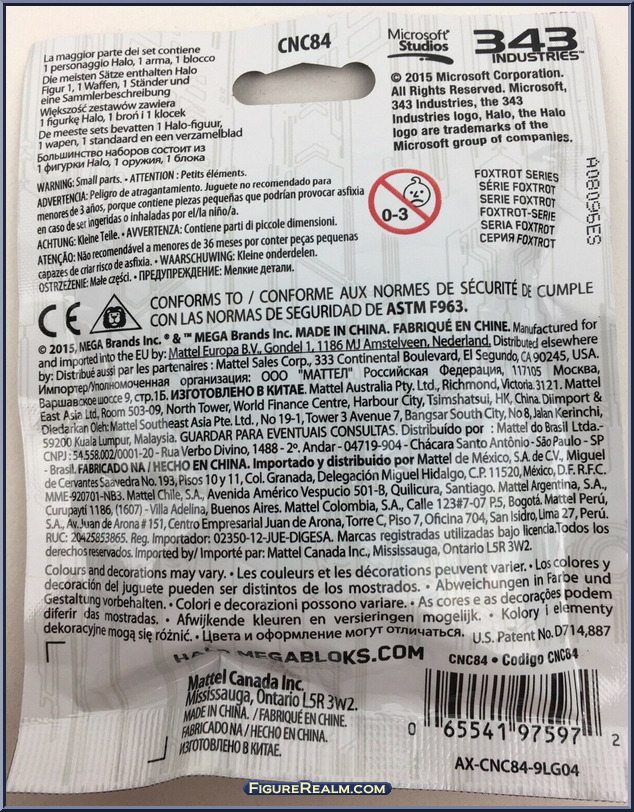 La maggior parte dei set contiene
1 personaggio Halo, 1 arma, 1 blocco
Die meisten Sätze enthalten Halo
Figur 1, 1 Waffen, 1 Ständer und
eine Sammlerbeschreibung
Większość zestawów zawiera
1 figurkę Halo, 1 broń i 1 klocek
De meeste sets bevatten 1 Halo-figuur,
1 wapen, 1 standaard en een verzamelblad
Большинство наборов состоит из
1 фигурки Halo, 1 оружия, 1 блока
CNC84
Microsoft
Studios
343
INDUSTRIES™
© 2015 Microsoft Corporation.
All Rights Reserved. Microsoft,
343 Industries, the 343
Industries logo, Halo, the Halo
logo are trademarks of the
Microsoft group of companies.
WARNING: Small parts. • ATTENTION : Petits éléments.
ADVERTENCIA: Peligro de atragantamiento. Juguete no recomendado para
menores de 3 años, porque contiene piezas pequeñas que podrían provocar asfixia
en caso de ser ingeridas o inhaladas por el/la niño/a.
ACHTUNG: Kleine Teile. • AVVERTENZA: Contiene parti di piccole dimensioni.
ATENÇÃO: Não recomendável a menores de 36 meses por conter peças pequenas
capazes de criar risco de asfixia. • WAARSCHUWING: Kleine onderdelen.
OSTRZEŻENIE: Małe części. • ПРЕДУПРЕЖДЕНИЕ: Мелкие детали.
0-3
FOXTROT SERIES
SÉRIE FOXTROT
SERIE FOXTROT
FOXTROT-SERIE
SERIA FOXTROT
СЕРИЯ FOXTROT
A08096ES
CE
CONFORMS TO / CONFORME AUX NORMES DE SÉCURITÉ DE CUMPLE
CON LAS NORMAS DE SEGURIDAD DE ASTM F963.
© 2015, MEGA Brands Inc. ® & ™ MEGA Brands Inc. MADE IN CHINA. FABRIQUÉ EN CHINE. Manufactured for
and imported into the EU by: Mattel Europa B.V., Gondel 1, 1186 MJ Amstelveen, Nederland. Distributed elsewhere
by: Distribué aussi par les partenaires : Mattel Sales Corp., 333 Continental Boulevard, El Segundo, CA 90245, USA.
Импортер/Уполномоченная организация: ООО "МАТТЕЛ" Российская Федерация, 117105 Москва,
Варшавское шоссе 9, стр.1Б. ИЗГОТОВЛЕНО В КИТАЕ. Mattel Australia Pty. Ltd., Richmond, Victoria. 3121. Mattel
East Asia Ltd, Room 503-09, North Tower, World Finance Centre, Harbour City, Tsimshatsui, HK, China. Diimport &
Diedarkan Oleh: Mattel Southeast Asia Pte. Ltd., No 19-1, Tower 3 Avenue 7, Bangsar South City, No 8, Jalan Kerinchi,
59200 Kuala Lumpur, Malaysia. GUARDAR PARA EVENTUAIS CONSULTAS. Distribuído por : Mattel do Brasil Ltda.-
CNPJ : 54.558.002/0001-20 - Rua Verbo Divino, 1488 - 2º. Andar - 04719-904 - Chácara Santo Antônio - São Paulo - SP
- Brasil. FABRICADO NA / HECHO EN CHINA. Importado y distribuido por Mattel de México, S.A. de C.V., Miguel
de Cervantes Saavedra No. 193, Pisos 10 y 11, Col. Granada, Delegación Miguel Hidalgo, C.P. 11520, México, D.F. R.F.C.
MME-920701-NB3. Mattel Chile, S.A., Avenida Américo Vespucio 501-B, Quilicura, Santiago. Mattel Argentina, S.A.,
Curupaytí 1186, (1607) - Villa Adelina, Buenos Aires. Mattel Colombia, S.A., Calle 123#7-07 P.5, Bogotá. Mattel Perú,
S.A., Av. Juan de Arona # 151, Centro Empresarial Juan de Arona, Torre C, Piso 7, Oficina 704, San Isidro, Lima 27, Perú.
RUC: 20425853865. Reg. Importador: 02350-12-JUE-DIGESA. Marcas registradas utilizadas bajo licencia. Todos los
derechos reservados. Imported by/ Importé par: Mattel Canada Inc., Mississauga, Ontario L5R 3W2.
Colours and decorations may vary. • Les couleurs et les décorations peuvent varier. • Los colores y
decoración del juguete pueden ser distintos de los mostrados. • Abweichungen in Farbe und
Gestaltung vorbehalten. • Colori e decorazioni possono variare. • As cores e as decorações podem
diferir das mostradas. • Afwijkende kleuren en versieringen mogelijk. • Kolory i elementy
dekoracyjne mogą się różnić. • Цвета и оформление могут отличаться.
U.S. Patent No. D714,887
HALO.MEGABLOKS.COM
CNC84 • Codigo CNC84
Mattel Canada Inc.
Mississauga, Ontario L5R 3W2.
MADE IN CHINA. / FABRIQUÉ EN CHINE.
FABRICADO NA / HECHO EN CHINA.
ИЗГОТОВЛЕНО В КИТАЕ.
0 65541 97597 2
AX-CNC84-9LG04
FIGUREREALM.COM